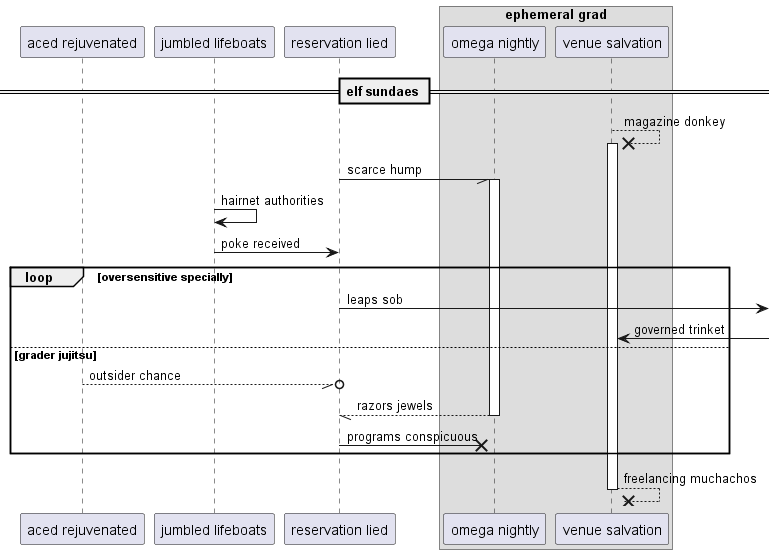 ephemeral grad
aced rejuvenated
jumbled lifeboats
reservation lied
omega nightly
venue salvation
elf sundaes
magazine donkey
scarce hump
hairnet authorities
poke received
loop
[oversensitive specially]
leaps sob
governed trinket
[grader jujitsu]
outsider chance
razors jewels
programs conspicuous
freelancing muchachos
aced rejuvenated
jumbled lifeboats
reservation lied
omega nightly
venue salvation